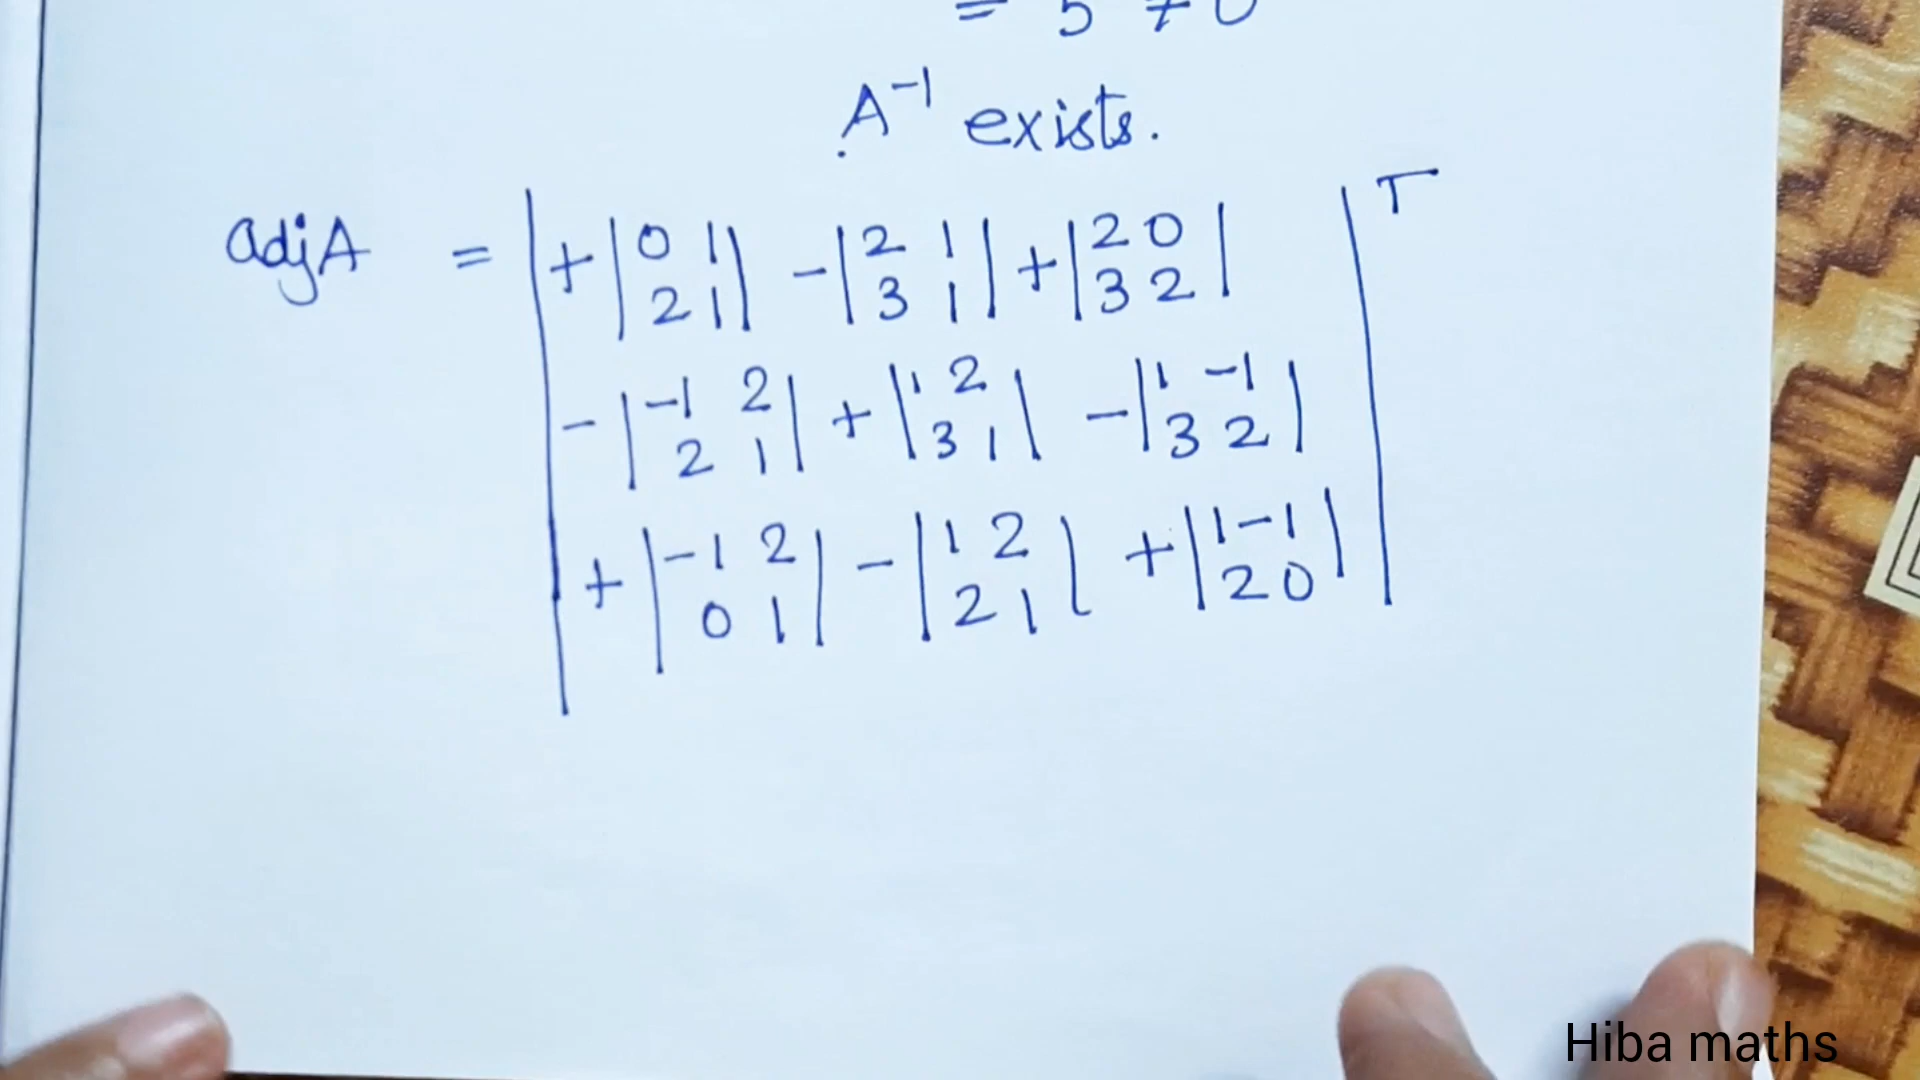 = 5 ≠ 0
A⁻¹ exists.
adjA = | +|0 1| -|2 1| +|2 0| |ᵀ
|2 1| |3 1| |3 2|
-|-1 2| +|1 2| -|1 -1|
|2 1| |3 1| |3 2|
+|-1 2| -|1 2| +|1 -1|
|0 1| |2 1| |2 0|
Hiba maths